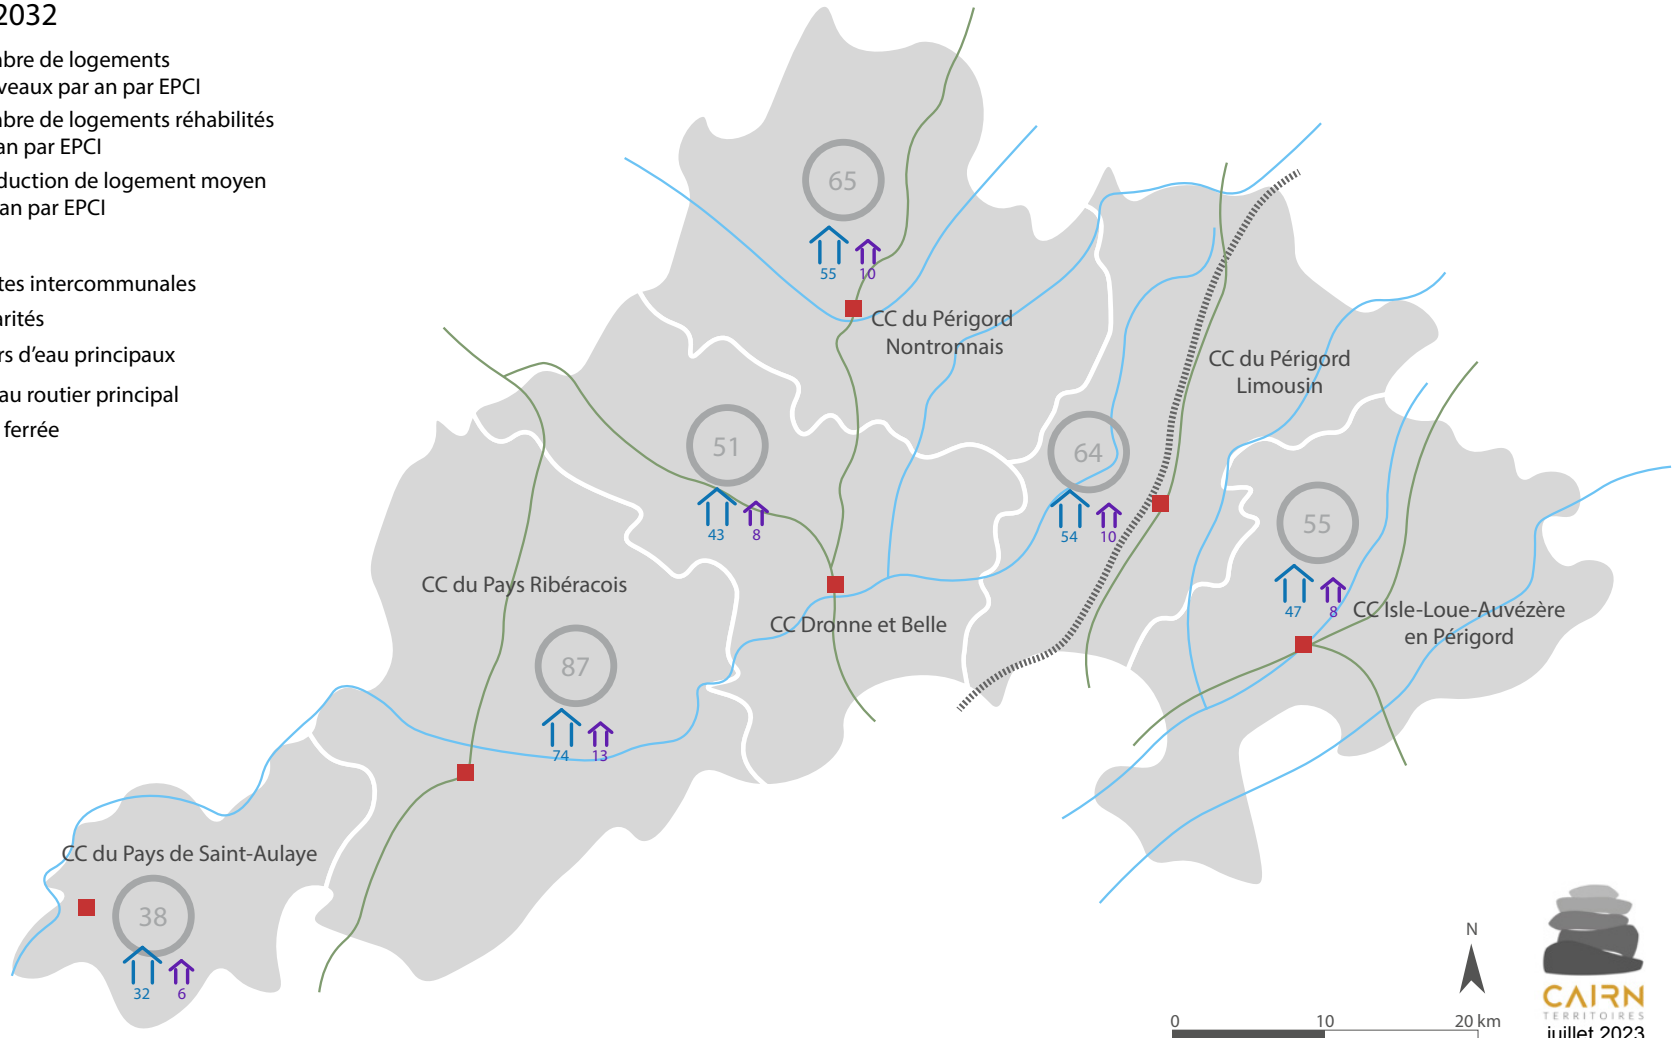 2032
bre de logements
veaux par an par EPCI
bre de logements réhabilités
an par EPCI
duction de logement moyen
an par EPCI
tes intercommunales
arités
rs d’eau principaux
au routier principal
ferrée
65
55 10
CC du Périgord
Nontronnais
CC du Périgord
Limousin
51
43 8
64
54 10
55
47 8
CC Isle-Loue-Auvézère
en Périgord
CC du Pays Ribéracois
CC Dronne et Belle
87
74 13
CC du Pays de Saint-Aulaye
38
32 6
N
0 10 20 km
CAIRN
TERRITOIRES
juillet 2023